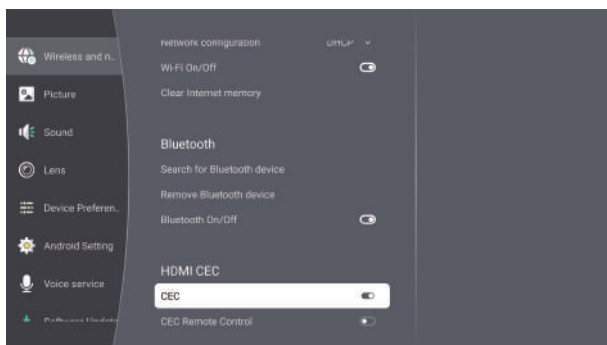 Wireless and n..
Picture
Sound
Lens
Device Preferen..
Android Setting
Voice service
Software Update
Network configuration
DHCP
Wi-Fi On/Off
Clear Internet memory
Bluetooth
Search for Bluetooth device
Remove Bluetooth device
Bluetooth On/Off
HDMI CEC
CEC
CEC Remote Control